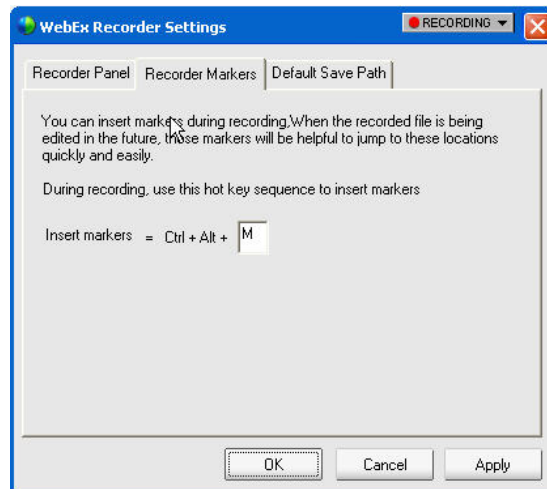 WebEx Recorder Settings
RECORDING
Recorder Panel Recorder Markers Default Save Path
You can insert markers during recording,When the recorded file is being
edited in the future, those markers will be helpful to jump to these locations
quickly and easily.
During recording, use this hot key sequence to insert markers
Insert markers = Ctrl + Alt + M
OK Cancel Apply